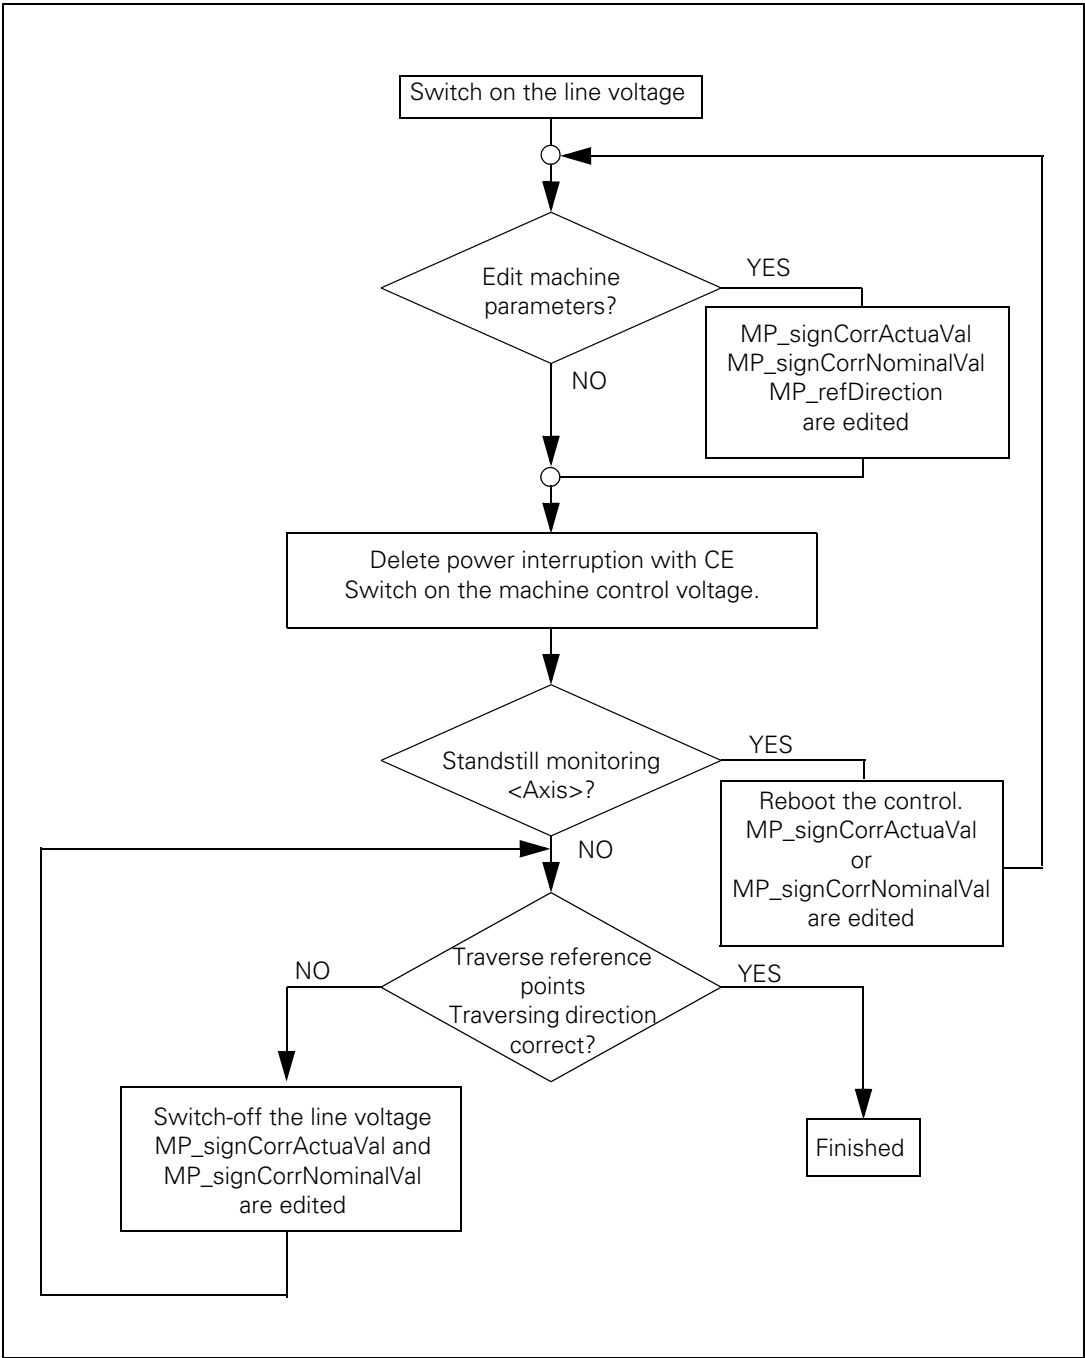 Switch on the line voltage
Edit machine
parameters?
YES
MP_signCorrActuaVal
MP_signCorrNominalVal
MP_refDirection
are edited
NO
Delete power interruption with CE
Switch on the machine control voltage.
Standstill monitoring
<Axis>?
YES
Reboot the control.
MP_signCorrActuaVal
or
MP_signCorrNominalVal
are edited
NO
Traverse reference
points
Traversing direction
correct?
NO
YES
Switch-off the line voltage
MP_signCorrActuaVal and
MP_signCorrNominalVal
are edited
Finished